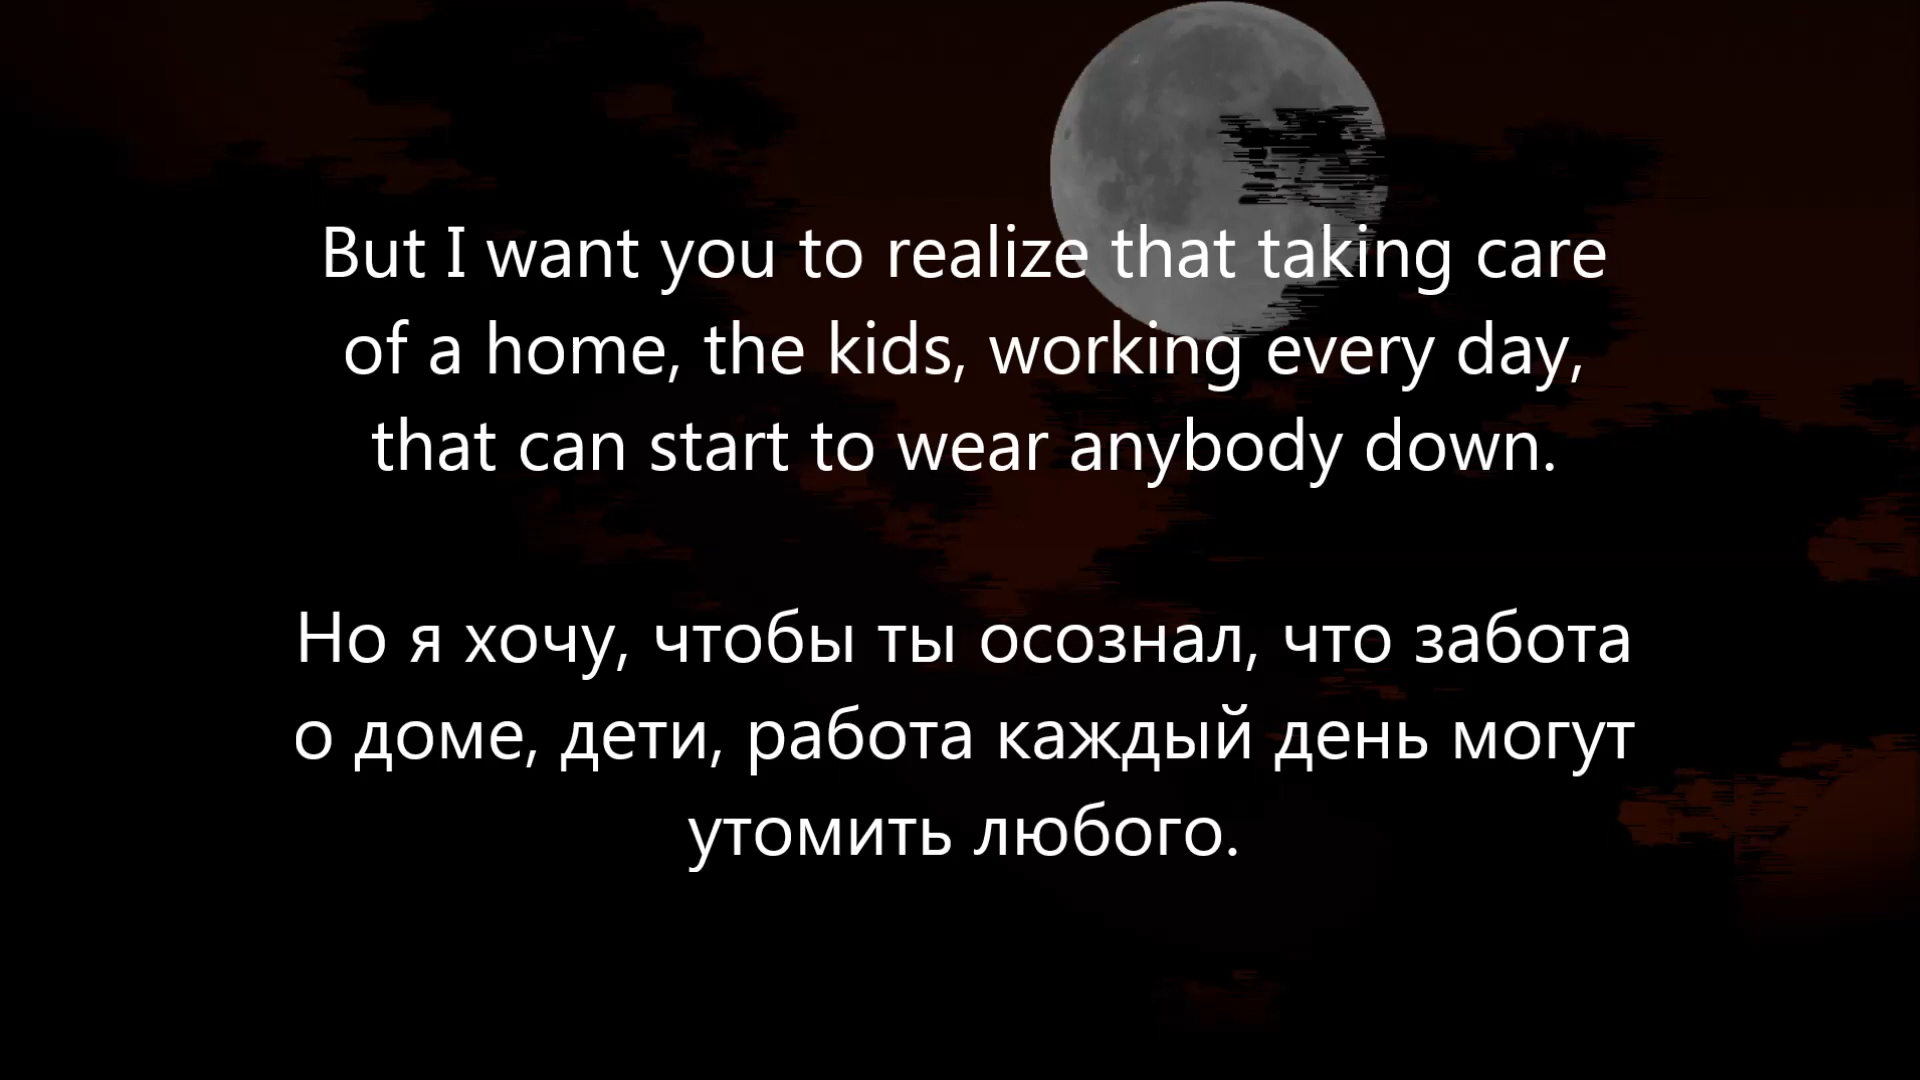 But I want you to realize that taking care
of a home, the kids, working every day,
that can start to wear anybody down.
Но я хочу, чтобы ты осознал, что забота
о доме, дети, работа каждый день могут
утомить любого.